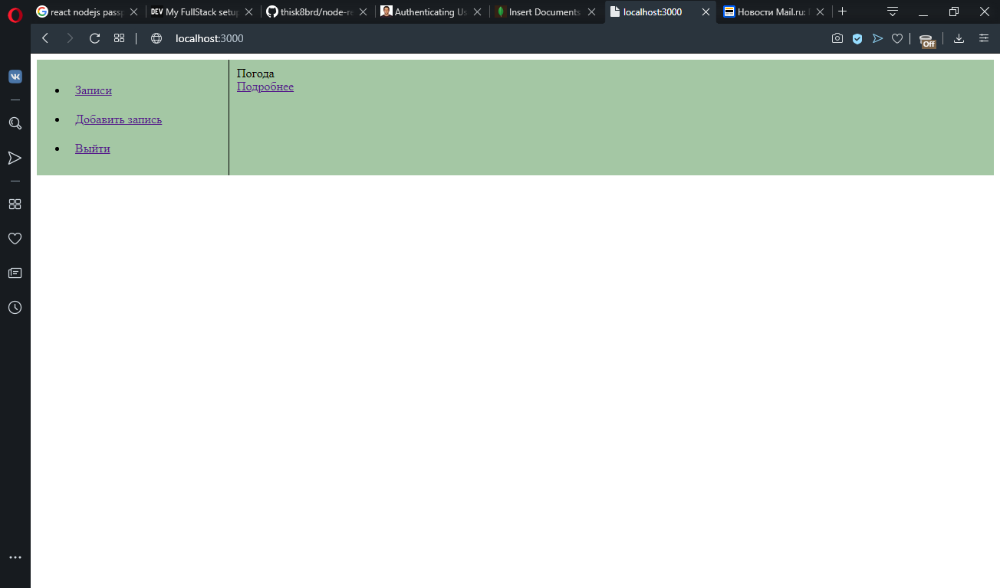 react nodejs passp
DEV My FullStack setup
thisk8brd/node-re
Authenticating Us
Insert Documents
localhost:3000
Новости Mail.ru:
localhost:3000
Off
Записи
Добавить запись
Выйти
Погода
Подробнее